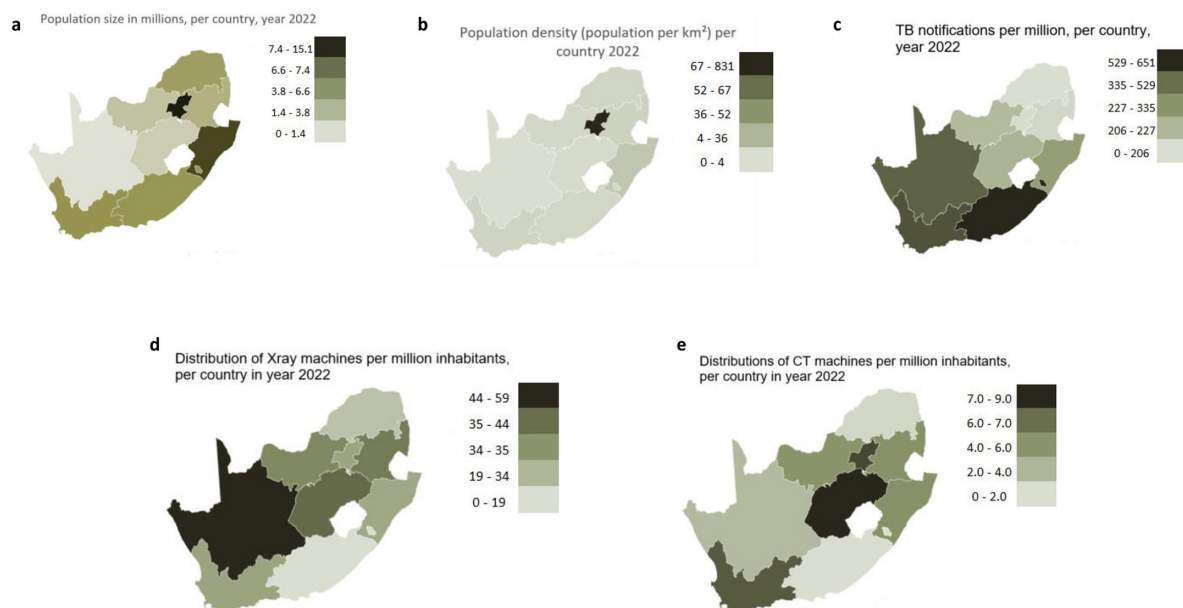 a
Population size in millions, per country, year 2022
7.4 - 15.1
6.6 - 7.4
3.8 - 6.6
1.4 - 3.8
0 - 1.4
b
Population density (population per km²) per
country 2022
67 - 831
52 - 67
36 - 52
4 - 36
0 - 4
c
TB notifications per million, per country,
year 2022
529 - 651
335 - 529
227 - 335
206 - 227
0 - 206
d
Distribution of Xray machines per million inhabitants,
per country in year 2022
44 - 59
35 - 44
34 - 35
19 - 34
0 - 19
e
Distributions of CT machines per million inhabitants,
per country in year 2022
7.0 - 9.0
6.0 - 7.0
4.0 - 6.0
2.0 - 4.0
0 - 2.0